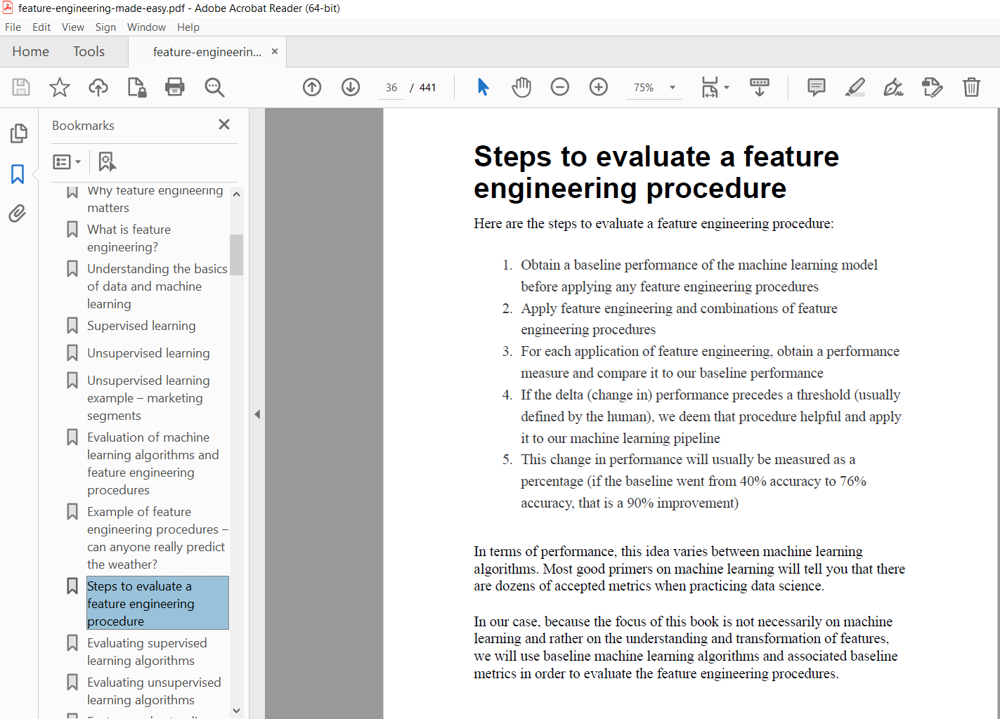 feature-engineering-made-easy.pdf - Adobe Acrobat Reader (64-bit)
File Edit View Sign Window Help
Home Tools feature-engineerin... ×
36 / 441 75%
Bookmarks
Why feature engineering
matters
What is feature
engineering?
Understanding the basics
of data and machine
learning
Supervised learning
Unsupervised learning
Unsupervised learning
example – marketing
segments
Evaluation of machine
learning algorithms and
feature engineering
procedures
Example of feature
engineering procedures –
can anyone really predict
the weather?
Steps to evaluate a
feature engineering
procedure
Evaluating supervised
learning algorithms
Evaluating unsupervised
learning algorithms
Steps to evaluate a feature
engineering procedure
Here are the steps to evaluate a feature engineering procedure:
1. Obtain a baseline performance of the machine learning model
before applying any feature engineering procedures
2. Apply feature engineering and combinations of feature
engineering procedures
3. For each application of feature engineering, obtain a performance
measure and compare it to our baseline performance
4. If the delta (change in) performance precedes a threshold (usually
defined by the human), we deem that procedure helpful and apply
it to our machine learning pipeline
5. This change in performance will usually be measured as a
percentage (if the baseline went from 40% accuracy to 76%
accuracy, that is a 90% improvement)
In terms of performance, this idea varies between machine learning
algorithms. Most good primers on machine learning will tell you that there
are dozens of accepted metrics when practicing data science.
In our case, because the focus of this book is not necessarily on machine
learning and rather on the understanding and transformation of features,
we will use baseline machine learning algorithms and associated baseline
metrics in order to evaluate the feature engineering procedures.